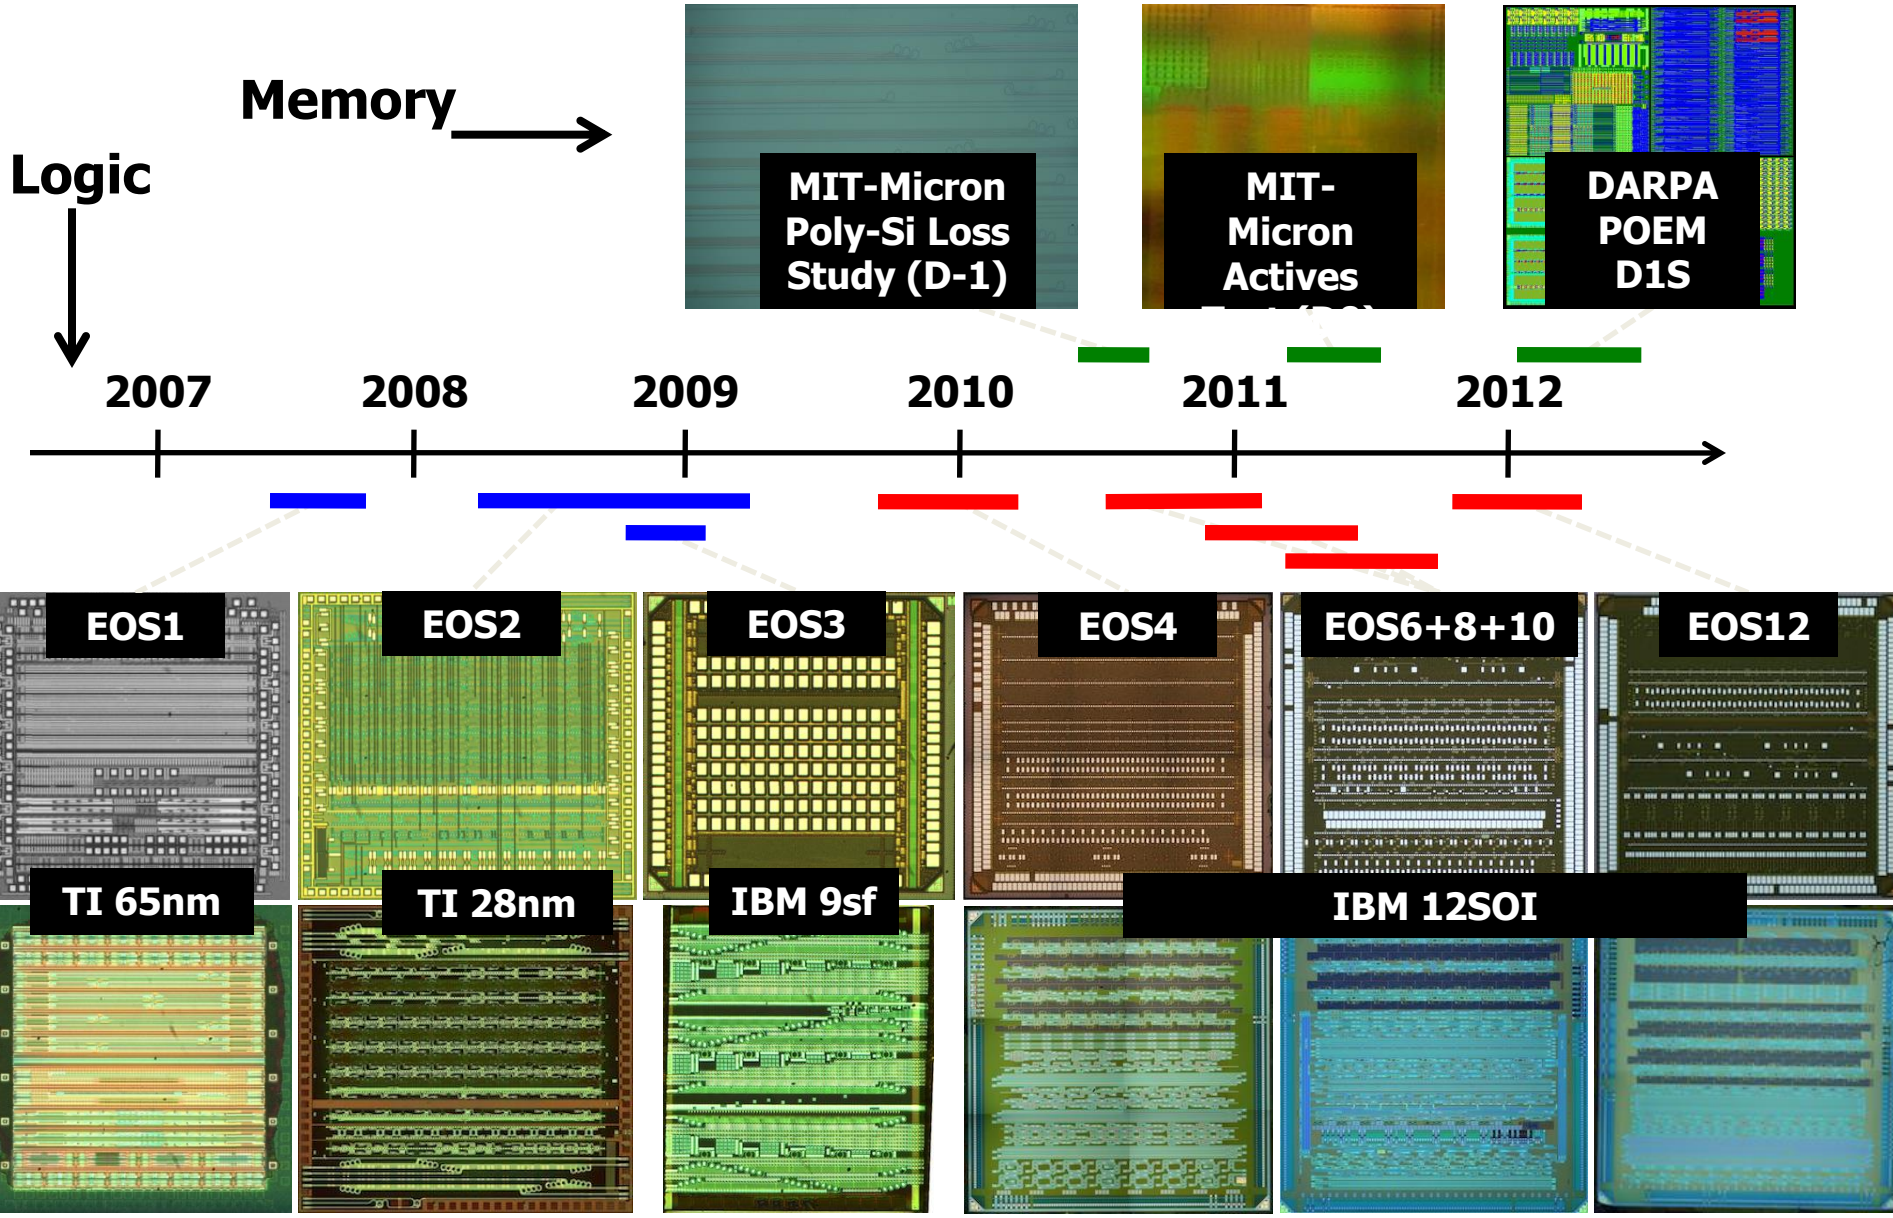 Memory
Logic
MIT-Micron
Poly-Si Loss
Study (D-1)
MIT-
Micron
Actives
DARPA
POEM
D1S
2007
2008
2009
2010
2011
2012
EOS1
EOS2
EOS3
EOS4
EOS6+8+10
EOS12
TI 65nm
TI 28nm
IBM 9sf
IBM 12SOI